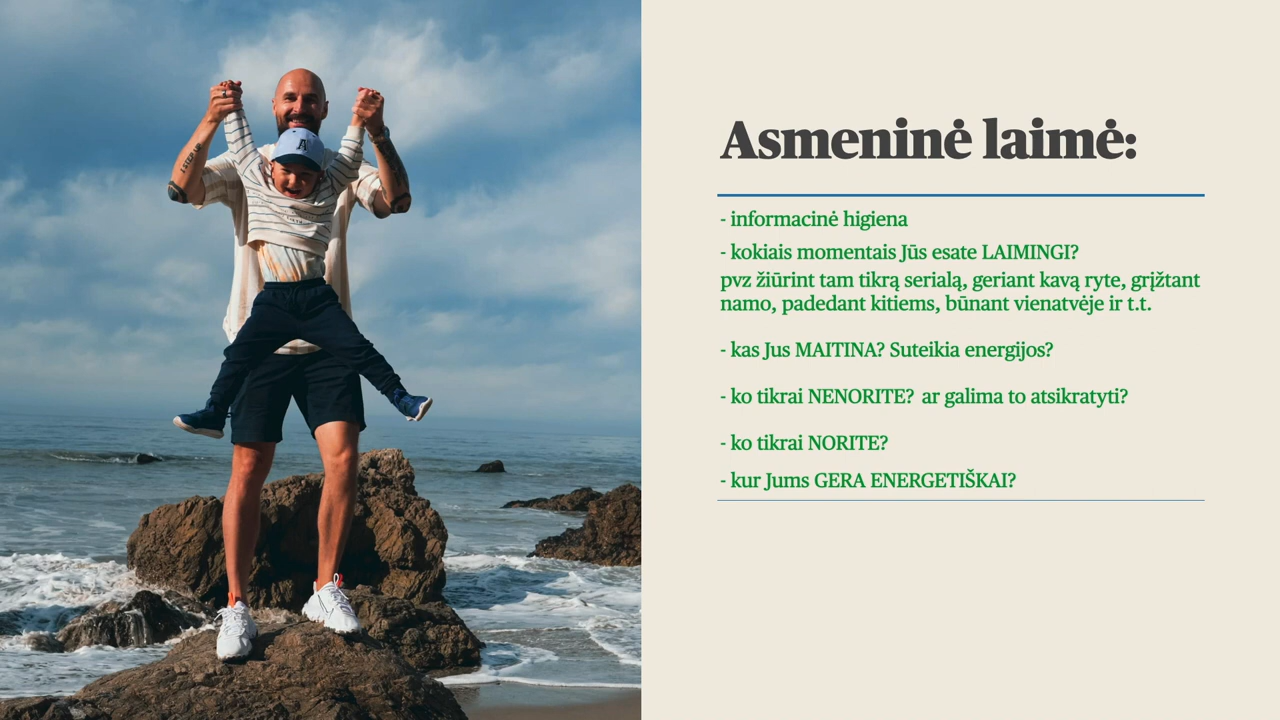 Asmeninė laimė:
- informacinė higiena
- kokiais momentais Jūs esate LAIMINGI?
pvz žiūrint tam tikrą serialą, geriant kavą ryte, grįžtant
namo, padedant kitiems, būnant vienatvėje ir t.t.
- kas Jus MAITINA? Suteikia energijos?
- ko tikrai NENORITE? ar galima to atsikratyti?
- ko tikrai NORITE?
- kur Jums GERA ENERGETIŠKAI?
A